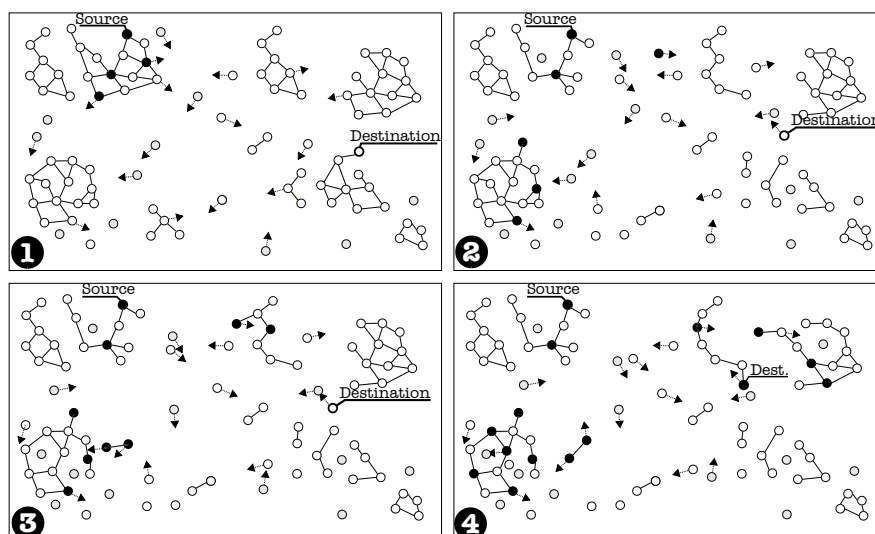 Source
Destination
1
Source
Destination
2
Source
Destination
3
Source
Dest.
4